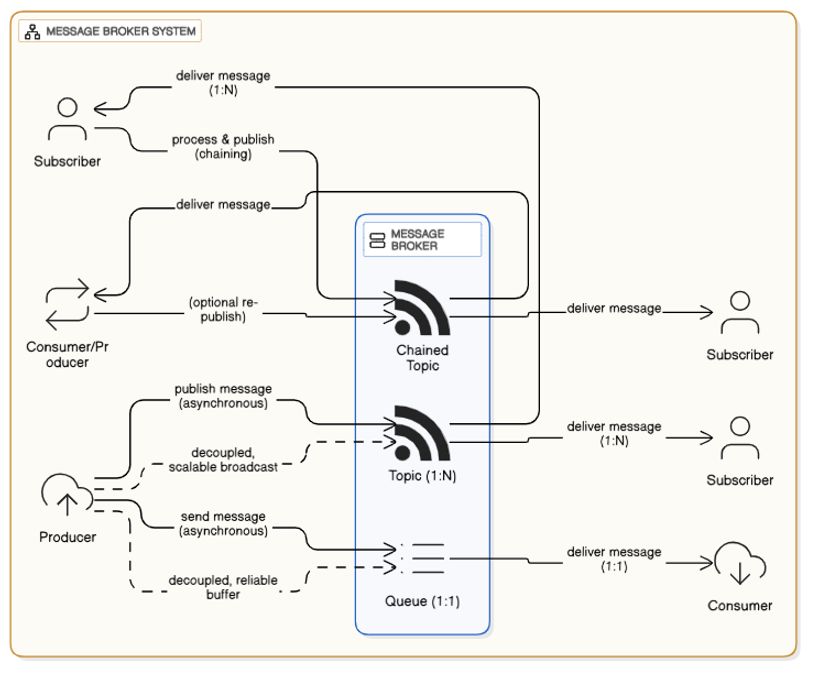 MESSAGE BROKER SYSTEM
deliver message
(1:N)
Subscriber
process & publish
(chaining)
deliver message
MESSAGE
BROKER
Consumer/Pr
oducer
(optional re-
publish)
Chained
Topic
deliver message
Subscriber
publish message
(asynchronous)
decoupled,
scalable broadcast
Topic (1:N)
deliver message
(1:N)
Subscriber
Producer
send message
(asynchronous)
decoupled, reliable
buffer
Queue (1:1)
deliver message
(1:1)
Consumer